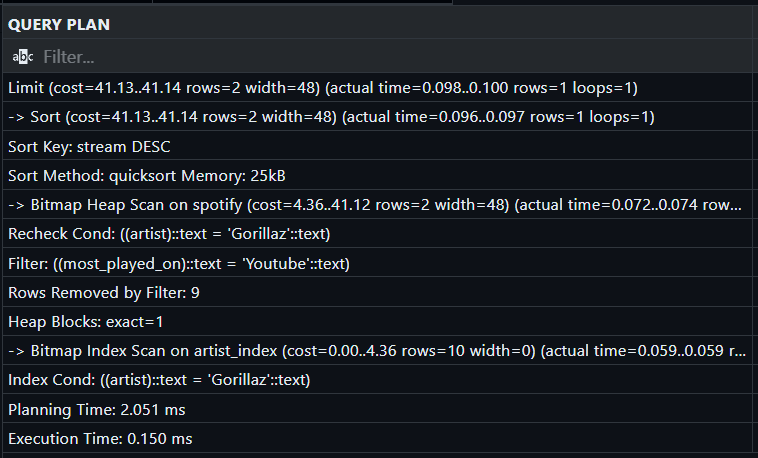 QUERY PLAN
abc Filter...
Limit (cost=41.13..41.14 rows=2 width=48) (actual time=0.098..0.100 rows=1 loops=1)
-> Sort (cost=41.13..41.14 rows=2 width=48) (actual time=0.096..0.097 rows=1 loops=1)
Sort Key: stream DESC
Sort Method: quicksort Memory: 25kB
-> Bitmap Heap Scan on spotify (cost=4.36..41.12 rows=2 width=48) (actual time=0.072..0.074 row...
Recheck Cond: ((artist)::text = 'Gorillaz'::text)
Filter: ((most_played_on)::text = 'Youtube'::text)
Rows Removed by Filter: 9
Heap Blocks: exact=1
-> Bitmap Index Scan on artist_index (cost=0.00..4.36 rows=10 width=0) (actual time=0.059..0.059 r...
Index Cond: ((artist)::text = 'Gorillaz'::text)
Planning Time: 2.051 ms
Execution Time: 0.150 ms